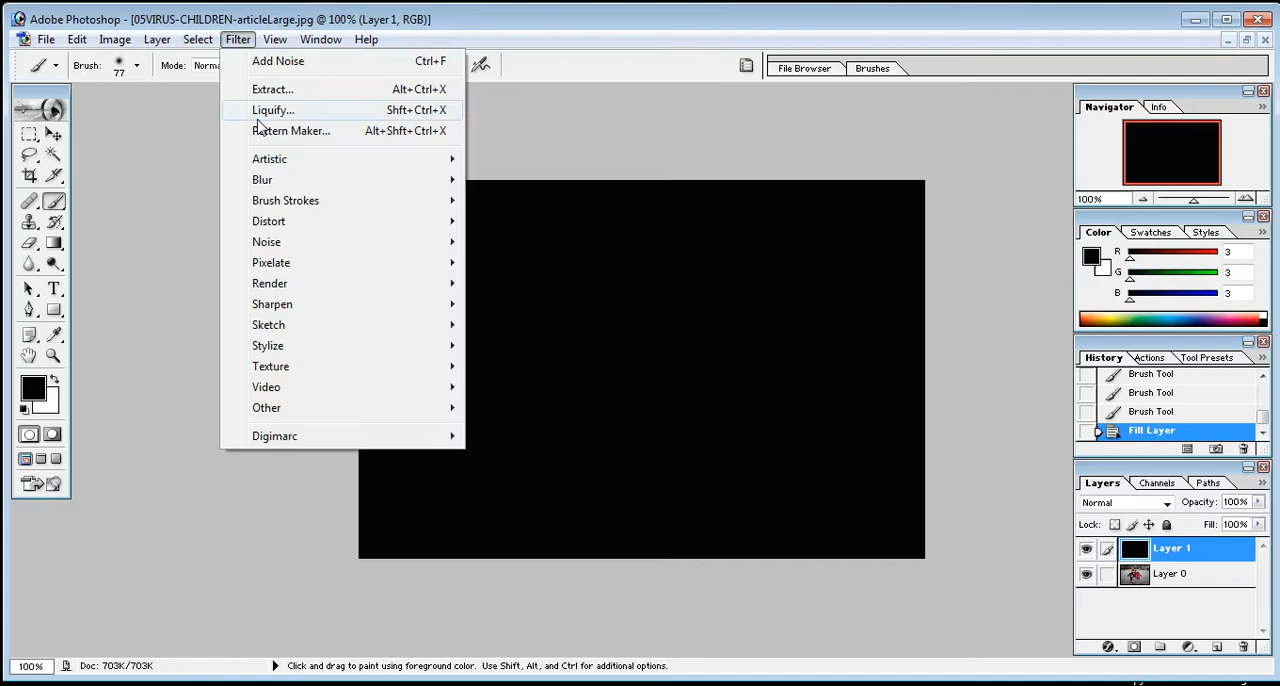 Adobe Photoshop - [05VIRUS-CHILDREN-articleLarge.jpg @ 100% (Layer 1, RGB)]
File Edit Image Layer Select Filter View Window Help
Brush: 77 Mode: File Browser Brushes
Add Noise Ctrl+F
Extract... Alt+Ctrl+X
Liquify... Shft+Ctrl+X
Pattern Maker... Alt+Shft+Ctrl+X
Artistic
Blur
Brush Strokes
Distort
Noise
Pixelate
Render
Sharpen
Sketch
Stylize
Texture
Video
Other
Digimarc
Navigator Info
100%
Color Swatches Styles
R 3
G 3
B 3
History Actions Tool Presets
Brush Tool
Brush Tool
Brush Tool
Fill Layer
Layers Channels Paths
Normal Opacity: 100%
Lock: Fill: 100%
Layer 1
Layer 0
100% Doc: 703K/703K Click and drag to paint using foreground color. Use Shift, Alt, and Ctrl for additional options.